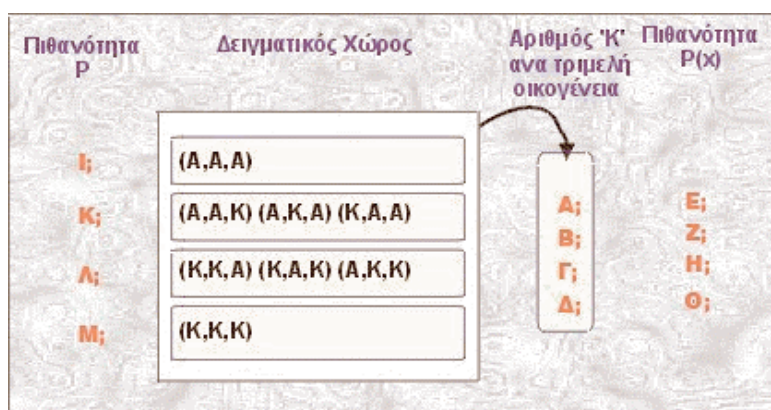 Πιθανότητα
P
Δειγματικός Χώρος
Αριθμός 'Κ'
ανα τριμελή
οικογένεια
Πιθανότητα
P(x)
Ι;
(Α,Α,Α)
Κ;
(Α,Α,Κ) (Α,Κ,Α) (Κ,Α,Α)
Λ;
(Κ,Κ,Α) (Κ,Α,Κ) (Α,Κ,Κ)
Μ;
(Κ,Κ,Κ)
Α;
Β;
Γ;
Δ;
Ε;
Ζ;
Η;
Θ;